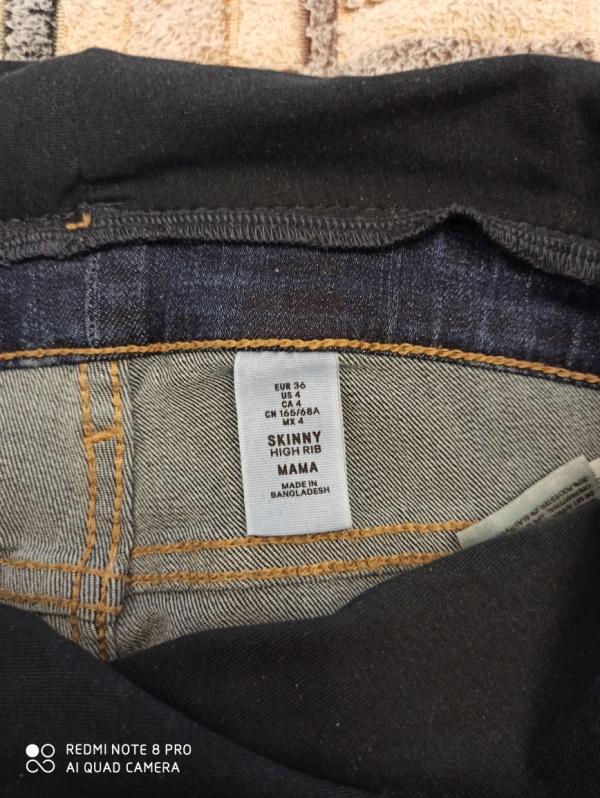 EUR 36
US 4
CA 4
CN 165/68A
MX 4
SKINNY
HIGH RIB
MAMA
MADE IN
BANGLADESH
REDMI NOTE 8 PRO
AI QUAD CAMERA